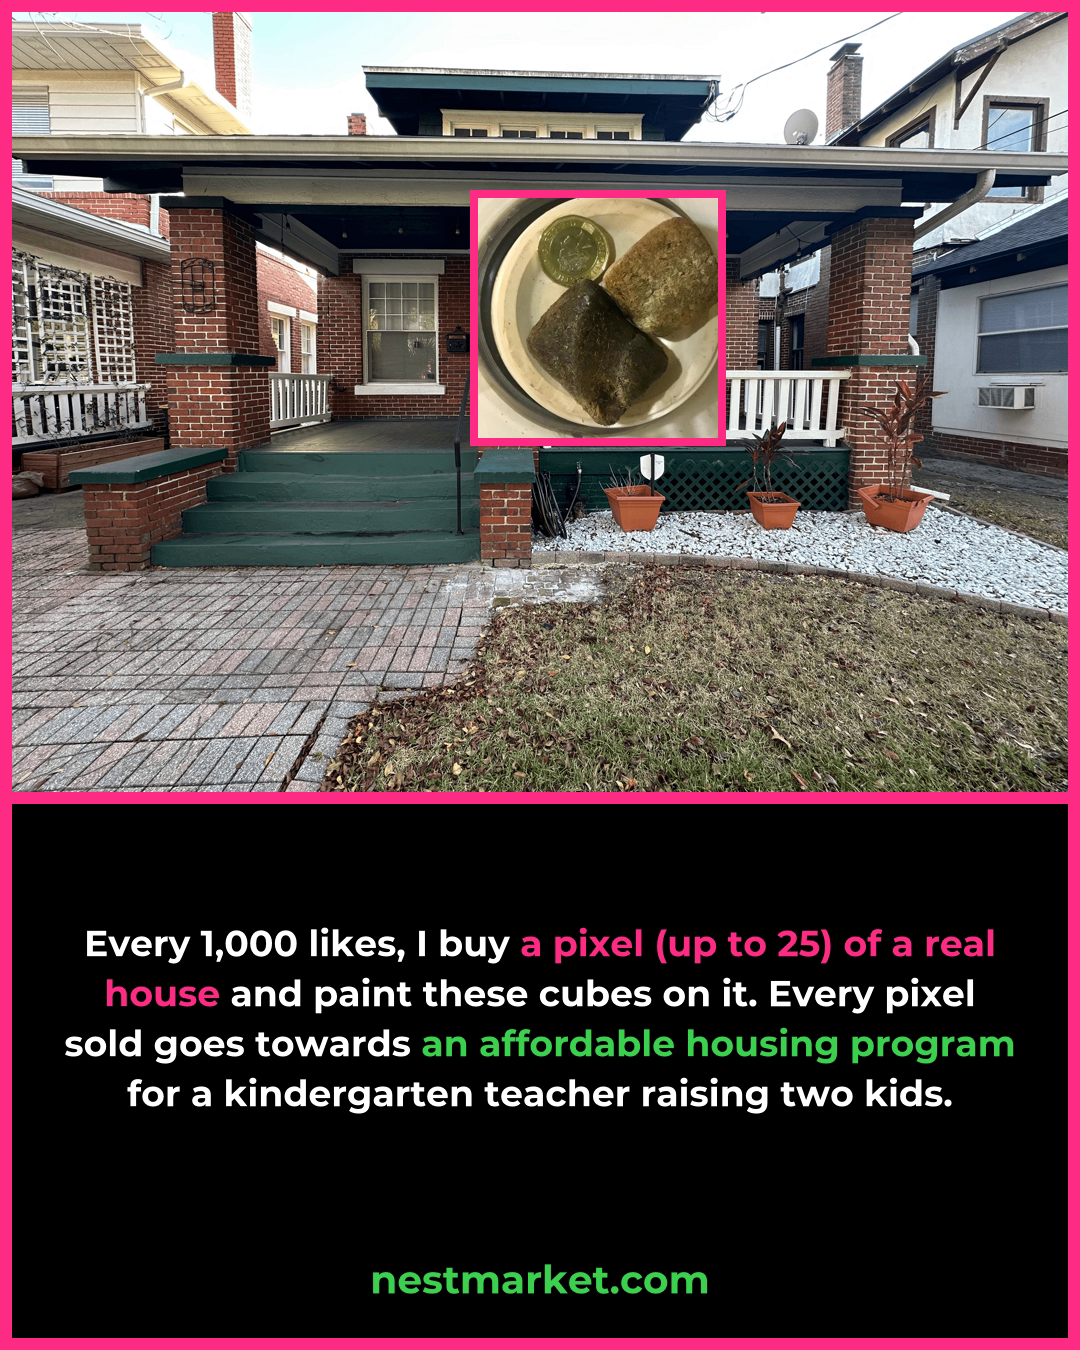 Every 1,000 likes, I buy a pixel (up to 25) of a real
house and paint these cubes on it. Every pixel
sold goes towards an affordable housing program
for a kindergarten teacher raising two kids.
nestmarket.com